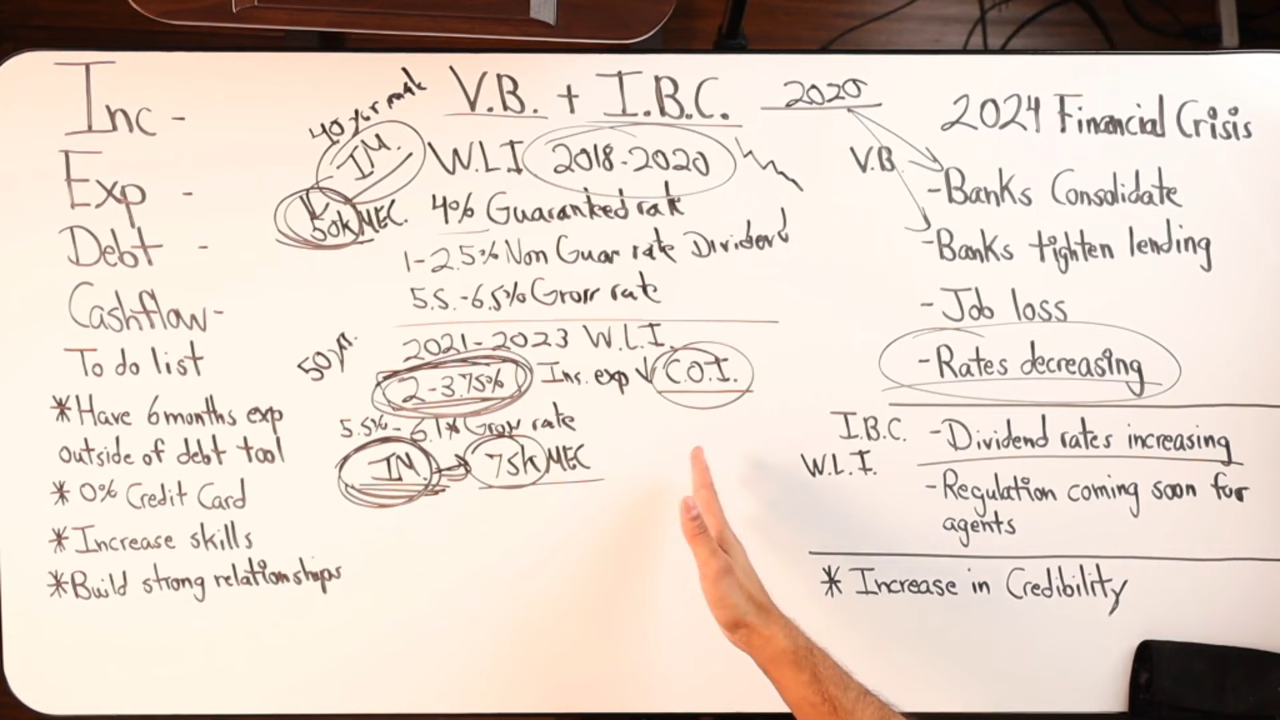 Inc -
Exp -
Debt -
Cashflow-
To do list
*Have 6 months exp
outside of debt tool
* 0% Credit Card
*Increase skills
*Build strong relationships
V.B. + I.B.C.
40 yr male
IM.
50k MEC.
W.L.I 2018-2020
4% Guaranteed rate
1-2.5% Non Guar rate Dividend
5.5.-6.5% Gross rate
50 yr.
2021-2023 W.L.I.
2-3.75% Ins. exp ↓ C.O.I.
5.5%-6.1% Grow rate
IM → 75k MEC
2020
2024 Financial Crisis
V.B.
-Banks Consolidate
-Banks tighten lending
-Job loss
-Rates decreasing
I.B.C. -Dividend rates increasing
W.L.I.
-Regulation coming soon for
agents
* Increase in Credibility